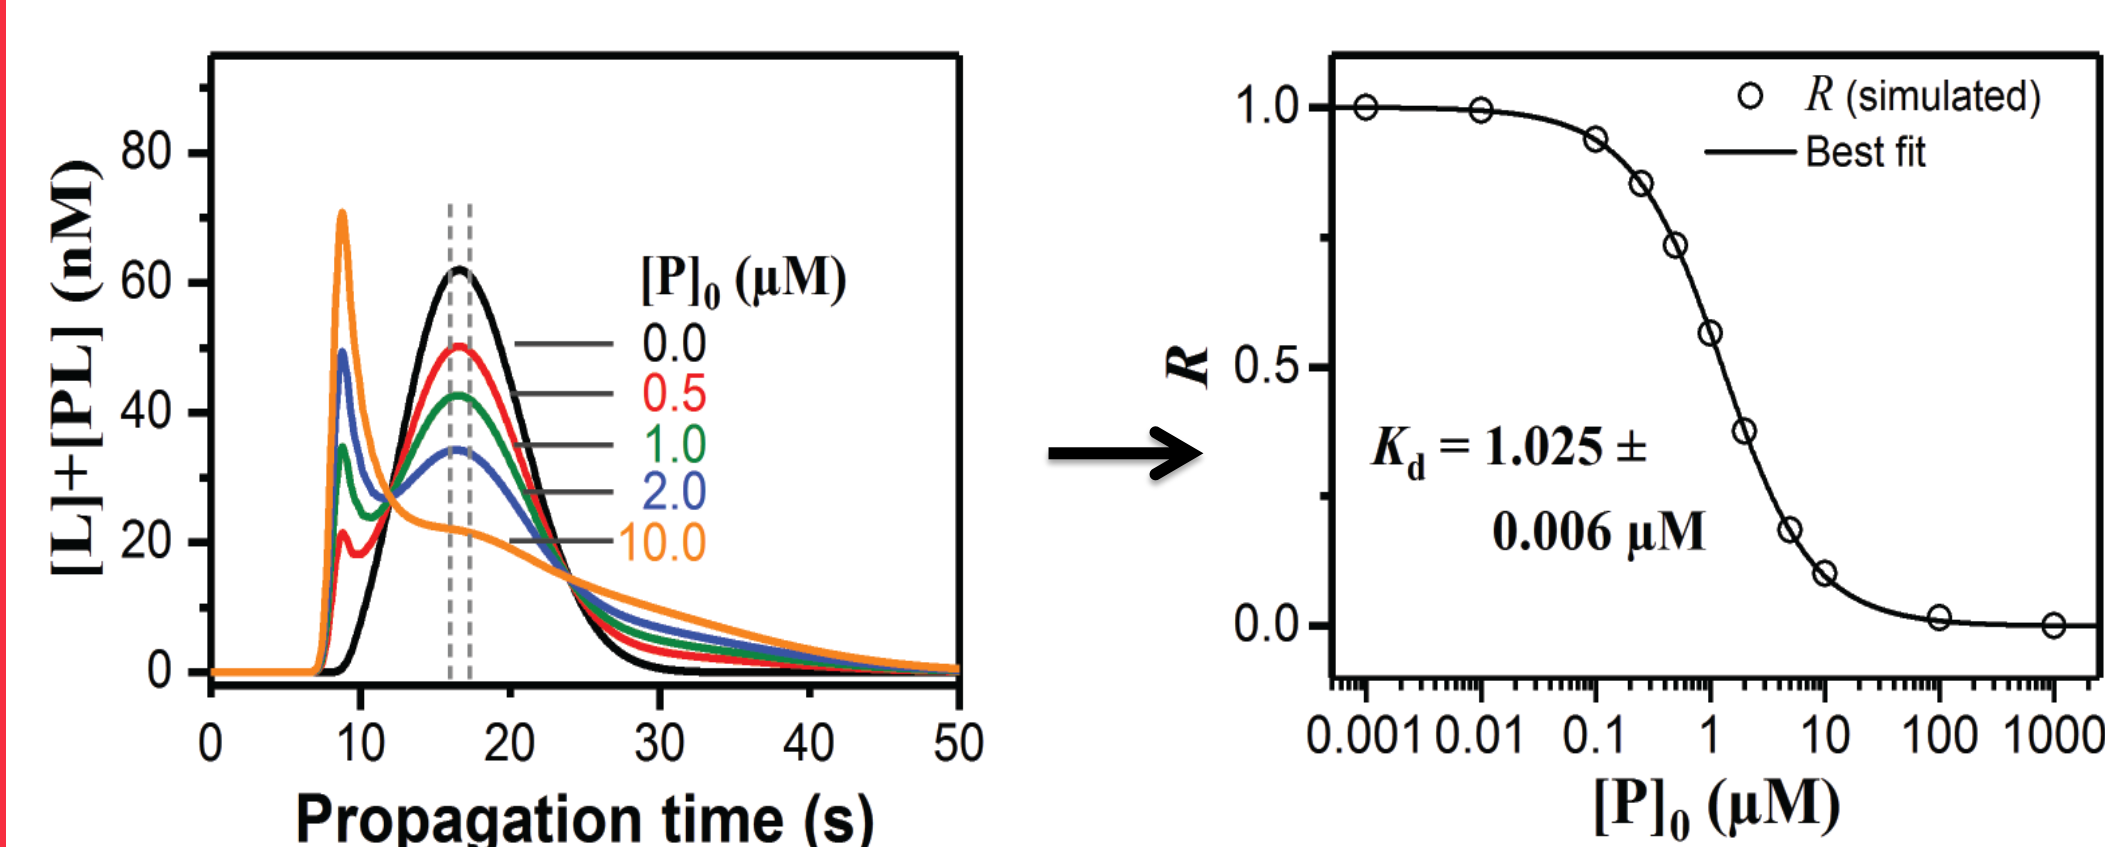 [L]+[PL] (nM)
80
60
40
20
0
0 10 20 30 40 50
Propagation time (s)
[P]0 (μM)
0.0
0.5
1.0
2.0
10.0
R
1.0
0.5
0.0
R (simulated)
Best fit
Kd = 1.025 ±
0.006 μM
0.001 0.01 0.1 1 10 100 1000
[P]0 (μM)